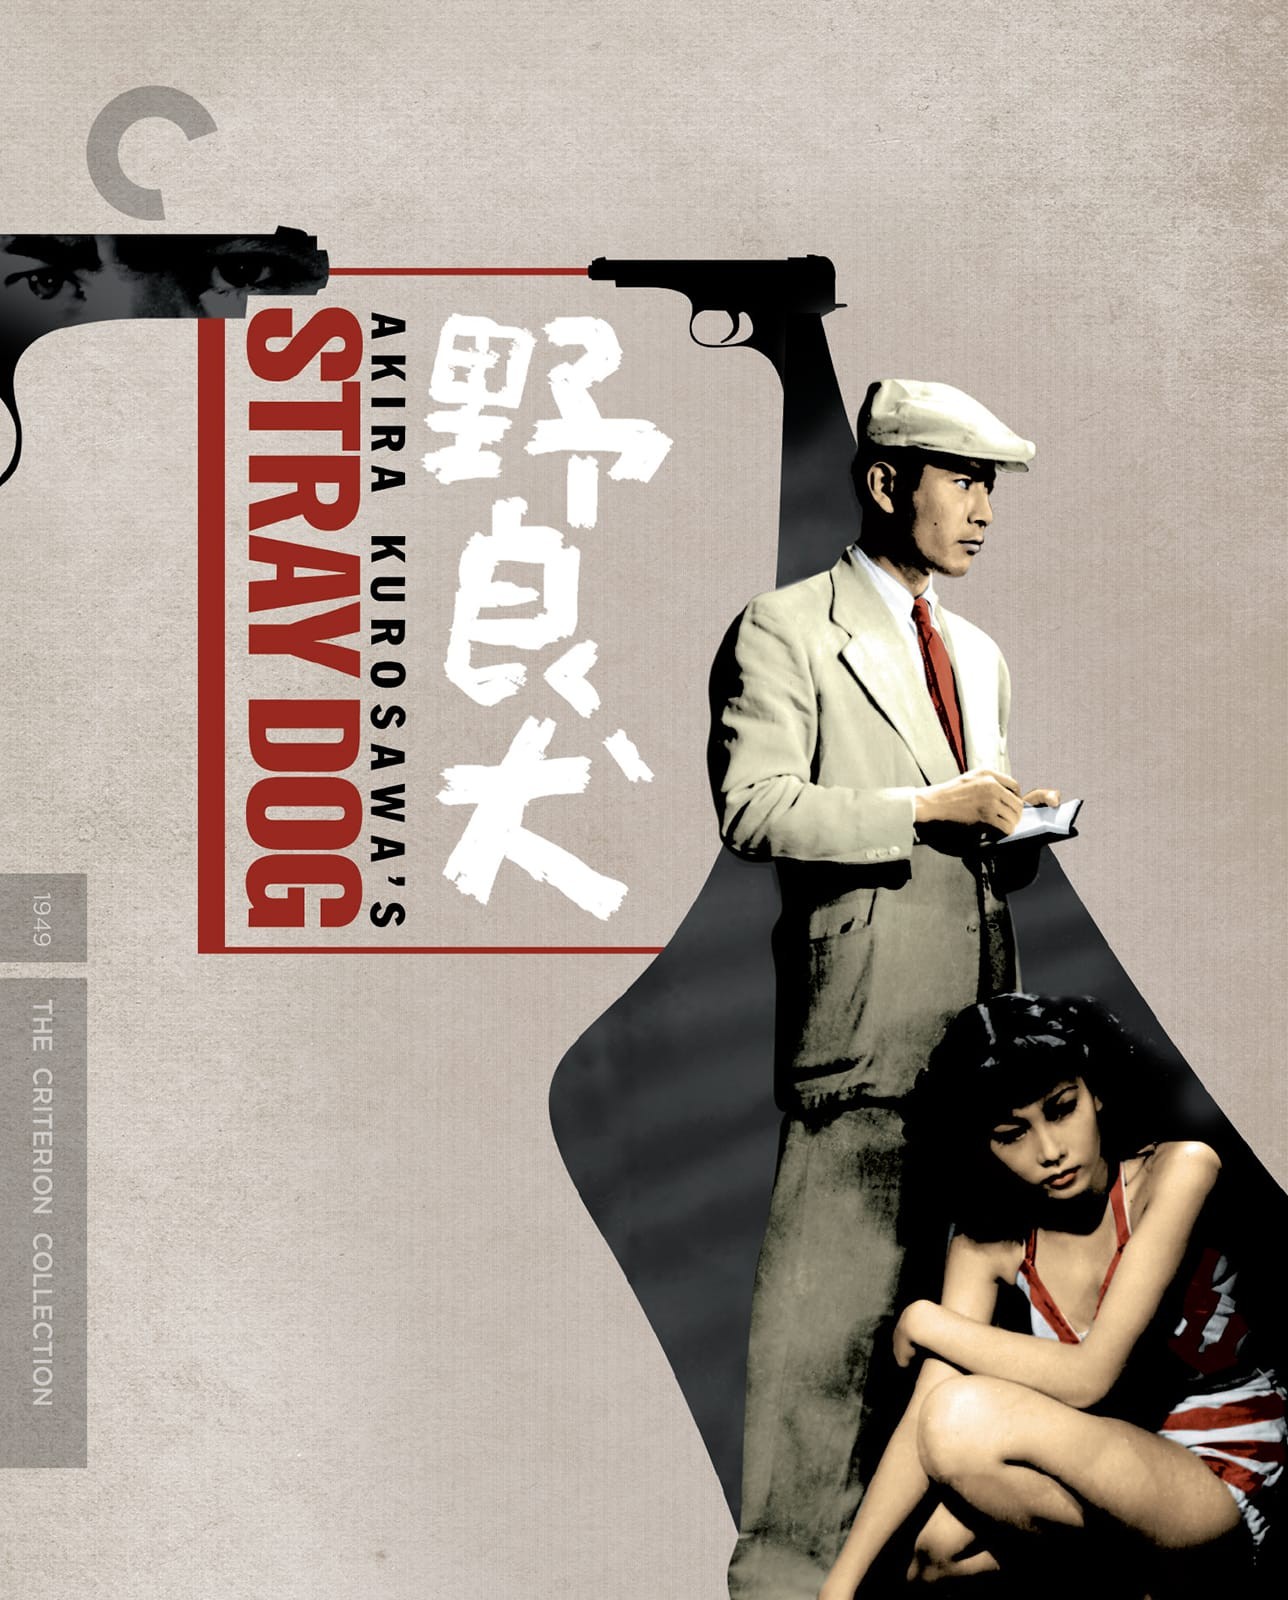 野良犬
AKIRA KUROSAWA'S
STRAY DOG
1949
THE CRITERION COLLECTION